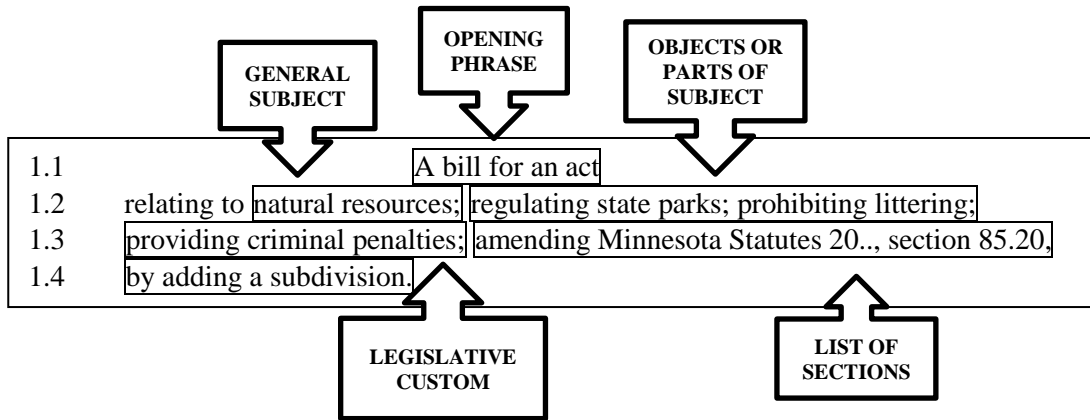 OPENING
PHRASE
GENERAL
SUBJECT
OBJECTS OR
PARTS OF
SUBJECT
1.1 A bill for an act
1.2 relating to natural resources; regulating state parks; prohibiting littering;
1.3 providing criminal penalties; amending Minnesota Statutes 20.., section 85.20,
1.4 by adding a subdivision.
LEGISLATIVE
CUSTOM
LIST OF
SECTIONS